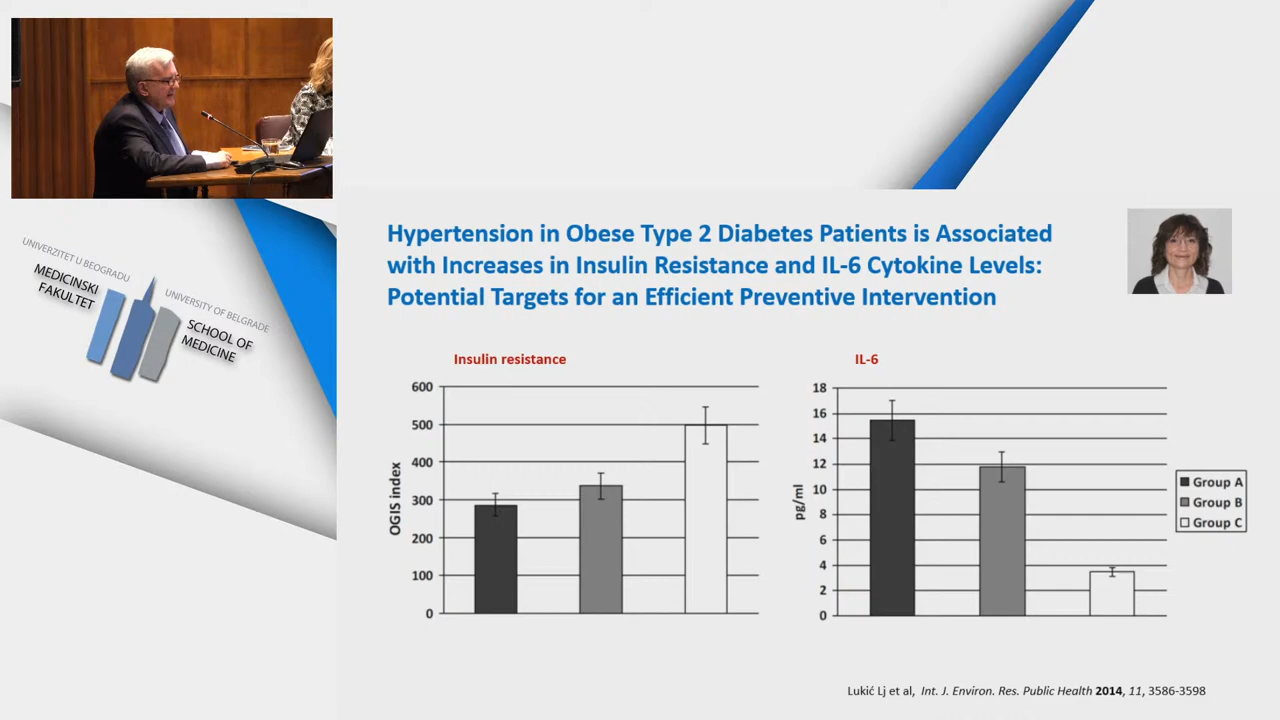 UNIVERZITET U BEOGRADU
MEDICINSKI
FAKULTET
UNIVERSITY OF BELGRADE
SCHOOL OF
MEDICINE
Hypertension in Obese Type 2 Diabetes Patients is Associated
with Increases in Insulin Resistance and IL-6 Cytokine Levels:
Potential Targets for an Efficient Preventive Intervention
Insulin resistance
OGIS index
600
500
400
300
200
100
0
IL-6
pg/ml
18
16
14
12
10
8
6
4
2
0
Group A
Group B
Group C
Lukić Lj et al, Int. J. Environ. Res. Public Health 2014, 11, 3586-3598